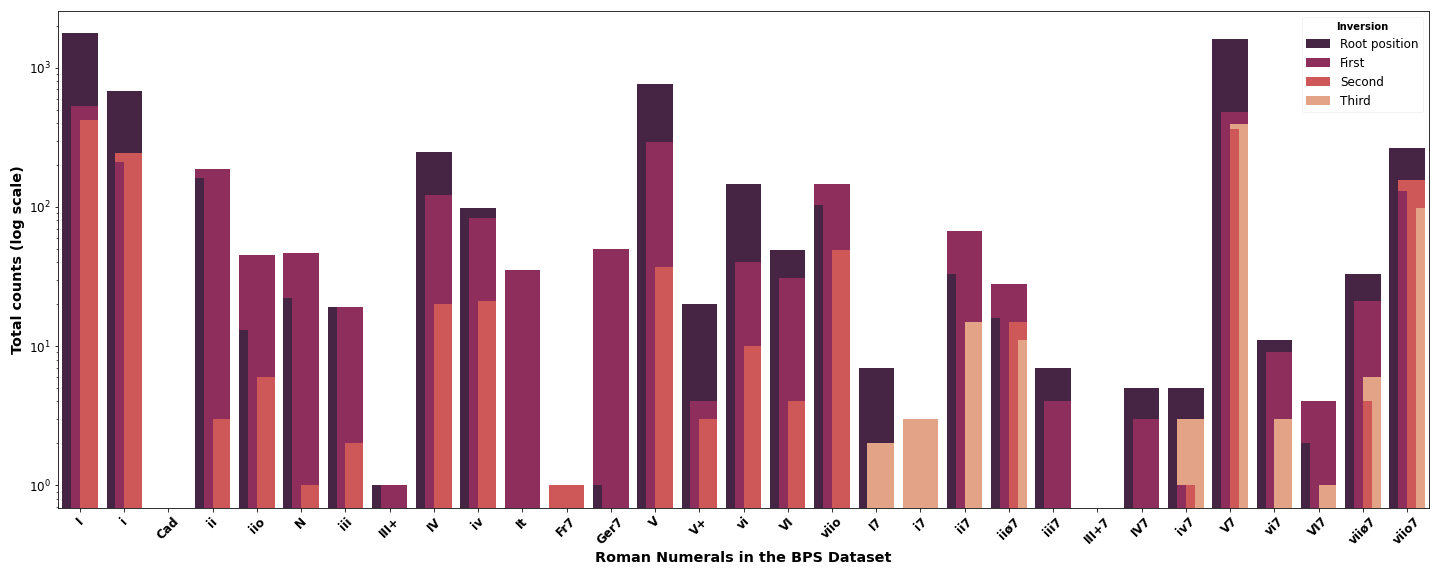 Inversion
Root position
First
Second
Third
Total counts (log scale)
10³
10²
10¹
10⁰
I i Cad ii iio N iii III+ IV iv It Fr7 Ger7 V V+ vi VI viio I7 i7 ii7 iiø7 iii7 III+7 IV7 iv7 V7 vi7 VI7 viiø7 viio7
Roman Numerals in the BPS Dataset